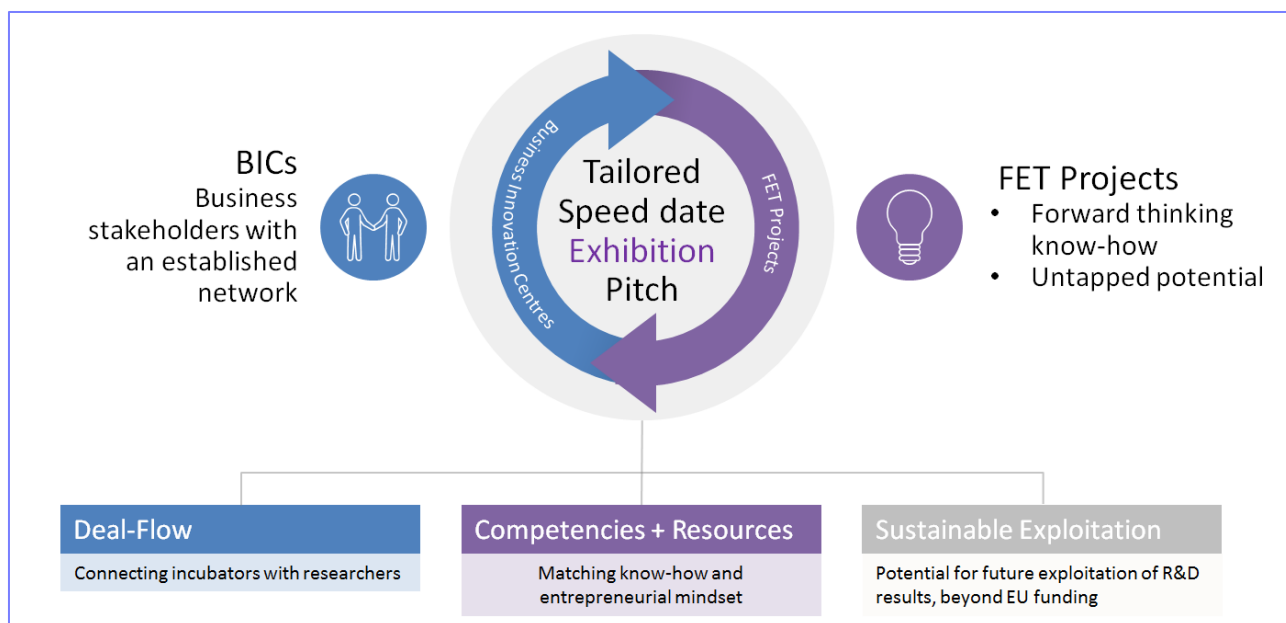 BICs
Business
stakeholders with
an established
network
Business Innovation Centres
Tailored
Speed date
Exhibition
Pitch
FET Projects
FET Projects
• Forward thinking
know-how
• Untapped potential
Deal-Flow
Connecting incubators with researchers
Competencies + Resources
Matching know-how and
entrepreneurial mindset
Sustainable Exploitation
Potential for future exploitation of R&D
results, beyond EU funding